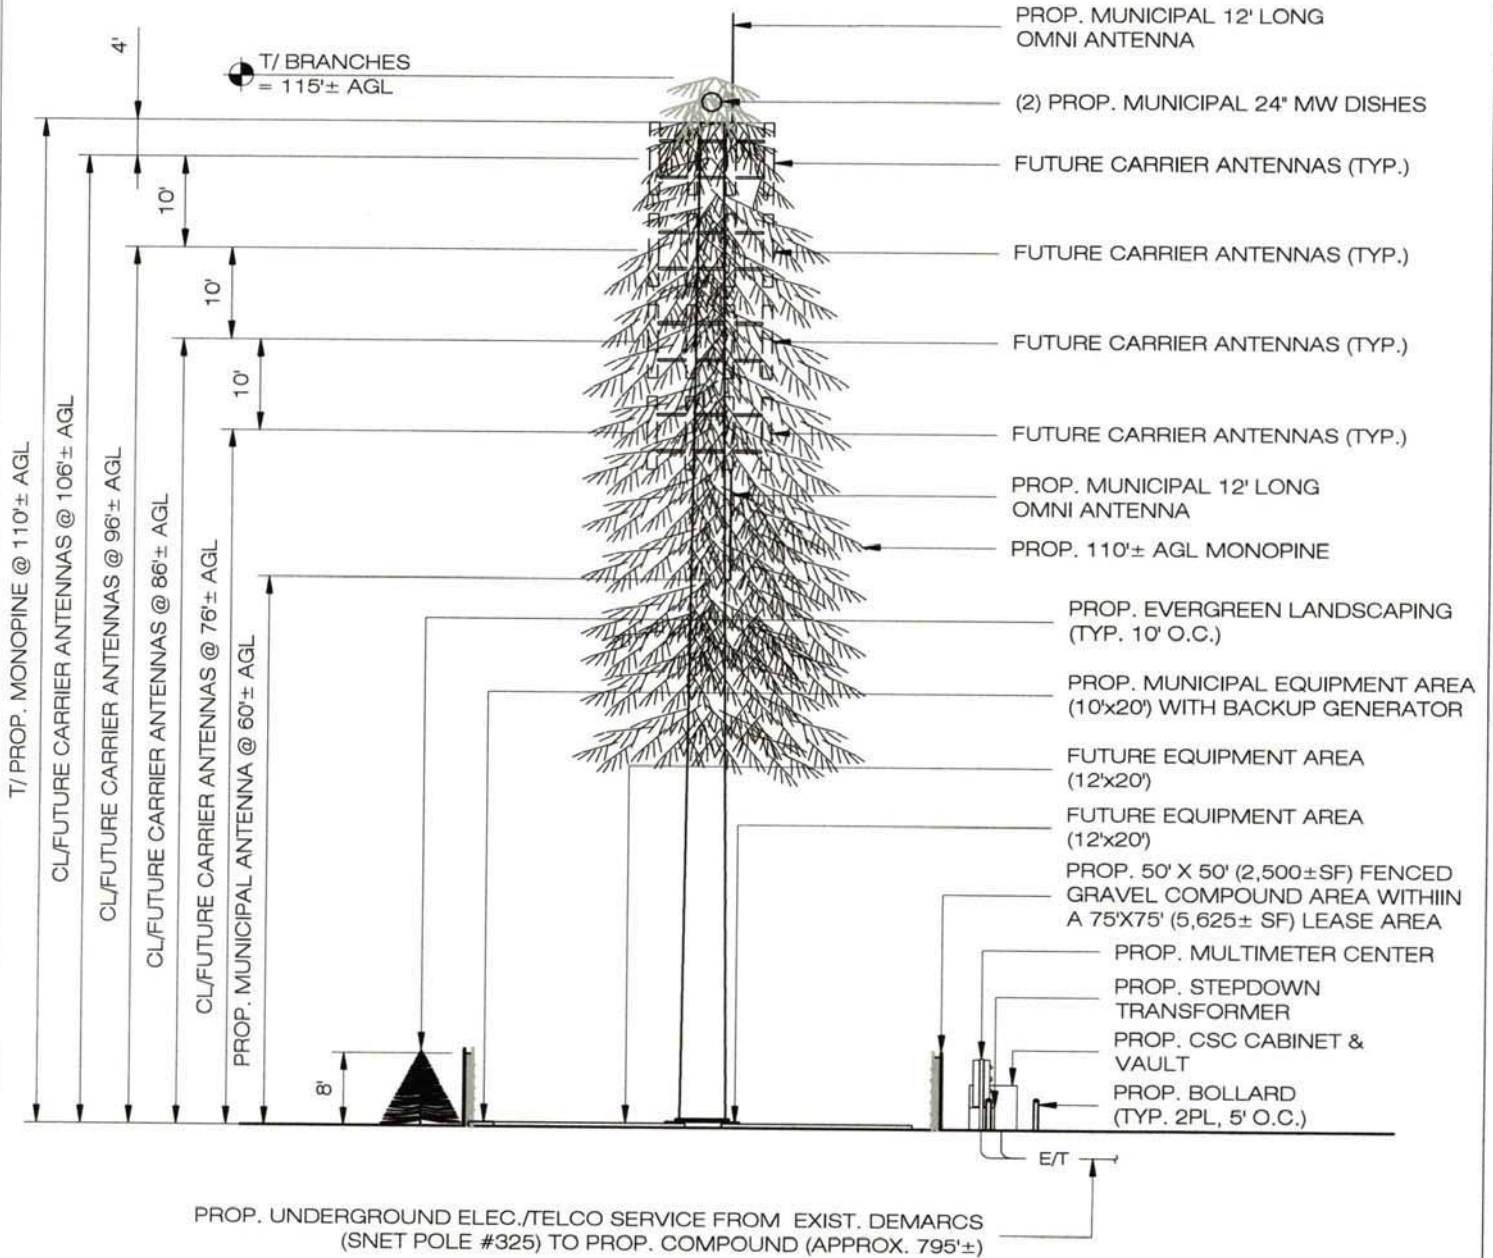 PROP. MUNICIPAL 12' LONG
OMNI ANTENNA
4'
T/ BRANCHES
= 115'± AGL
(2) PROP. MUNICIPAL 24" MW DISHES
FUTURE CARRIER ANTENNAS (TYP.)
10'
FUTURE CARRIER ANTENNAS (TYP.)
10'
FUTURE CARRIER ANTENNAS (TYP.)
10'
FUTURE CARRIER ANTENNAS (TYP.)
PROP. MUNICIPAL 12' LONG
OMNI ANTENNA
PROP. 110'± AGL MONOPINE
T/ PROP. MONOPINE @ 110'± AGL
CL/FUTURE CARRIER ANTENNAS @ 106'± AGL
CL/FUTURE CARRIER ANTENNAS @ 96'± AGL
CL/FUTURE CARRIER ANTENNAS @ 86'± AGL
CL/FUTURE CARRIER ANTENNAS @ 76'± AGL
PROP. MUNICIPAL ANTENNA @ 60'± AGL
PROP. EVERGREEN LANDSCAPING
(TYP. 10' O.C.)
PROP. MUNICIPAL EQUIPMENT AREA
(10'x20') WITH BACKUP GENERATOR
FUTURE EQUIPMENT AREA
(12'x20')
FUTURE EQUIPMENT AREA
(12'x20')
PROP. 50' X 50' (2,500±SF) FENCED
GRAVEL COMPOUND AREA WITHIIN
A 75'X75' (5,625± SF) LEASE AREA
PROP. MULTIMETER CENTER
PROP. STEPDOWN
TRANSFORMER
PROP. CSC CABINET &
VAULT
PROP. BOLLARD
(TYP. 2PL, 5' O.C.)
8'
E/T
PROP. UNDERGROUND ELEC./TELCO SERVICE FROM EXIST. DEMARCS
(SNET POLE #325) TO PROP. COMPOUND (APPROX. 795'±)